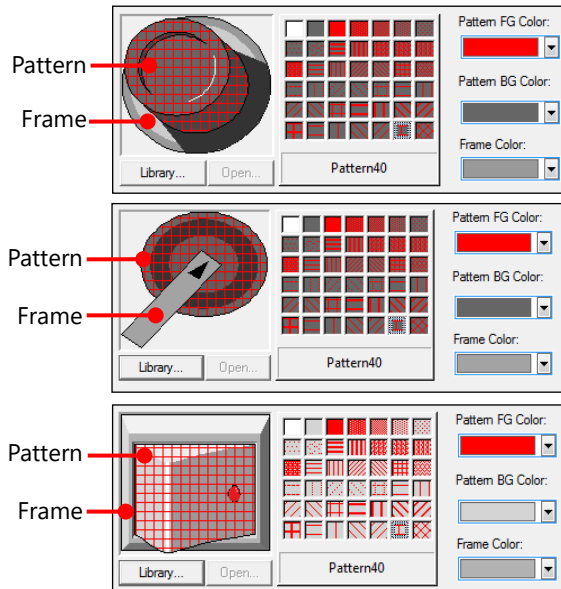 Pattern
Frame
Library...
Open...
Pattern40
Pattern FG Color:
Pattern BG Color:
Frame Color:
Pattern
Frame
Library...
Open...
Pattern40
Pattern FG Color:
Pattern BG Color:
Frame Color:
Pattern
Frame
Library...
Open...
Pattern40
Pattern FG Color:
Pattern BG Color:
Frame Color: